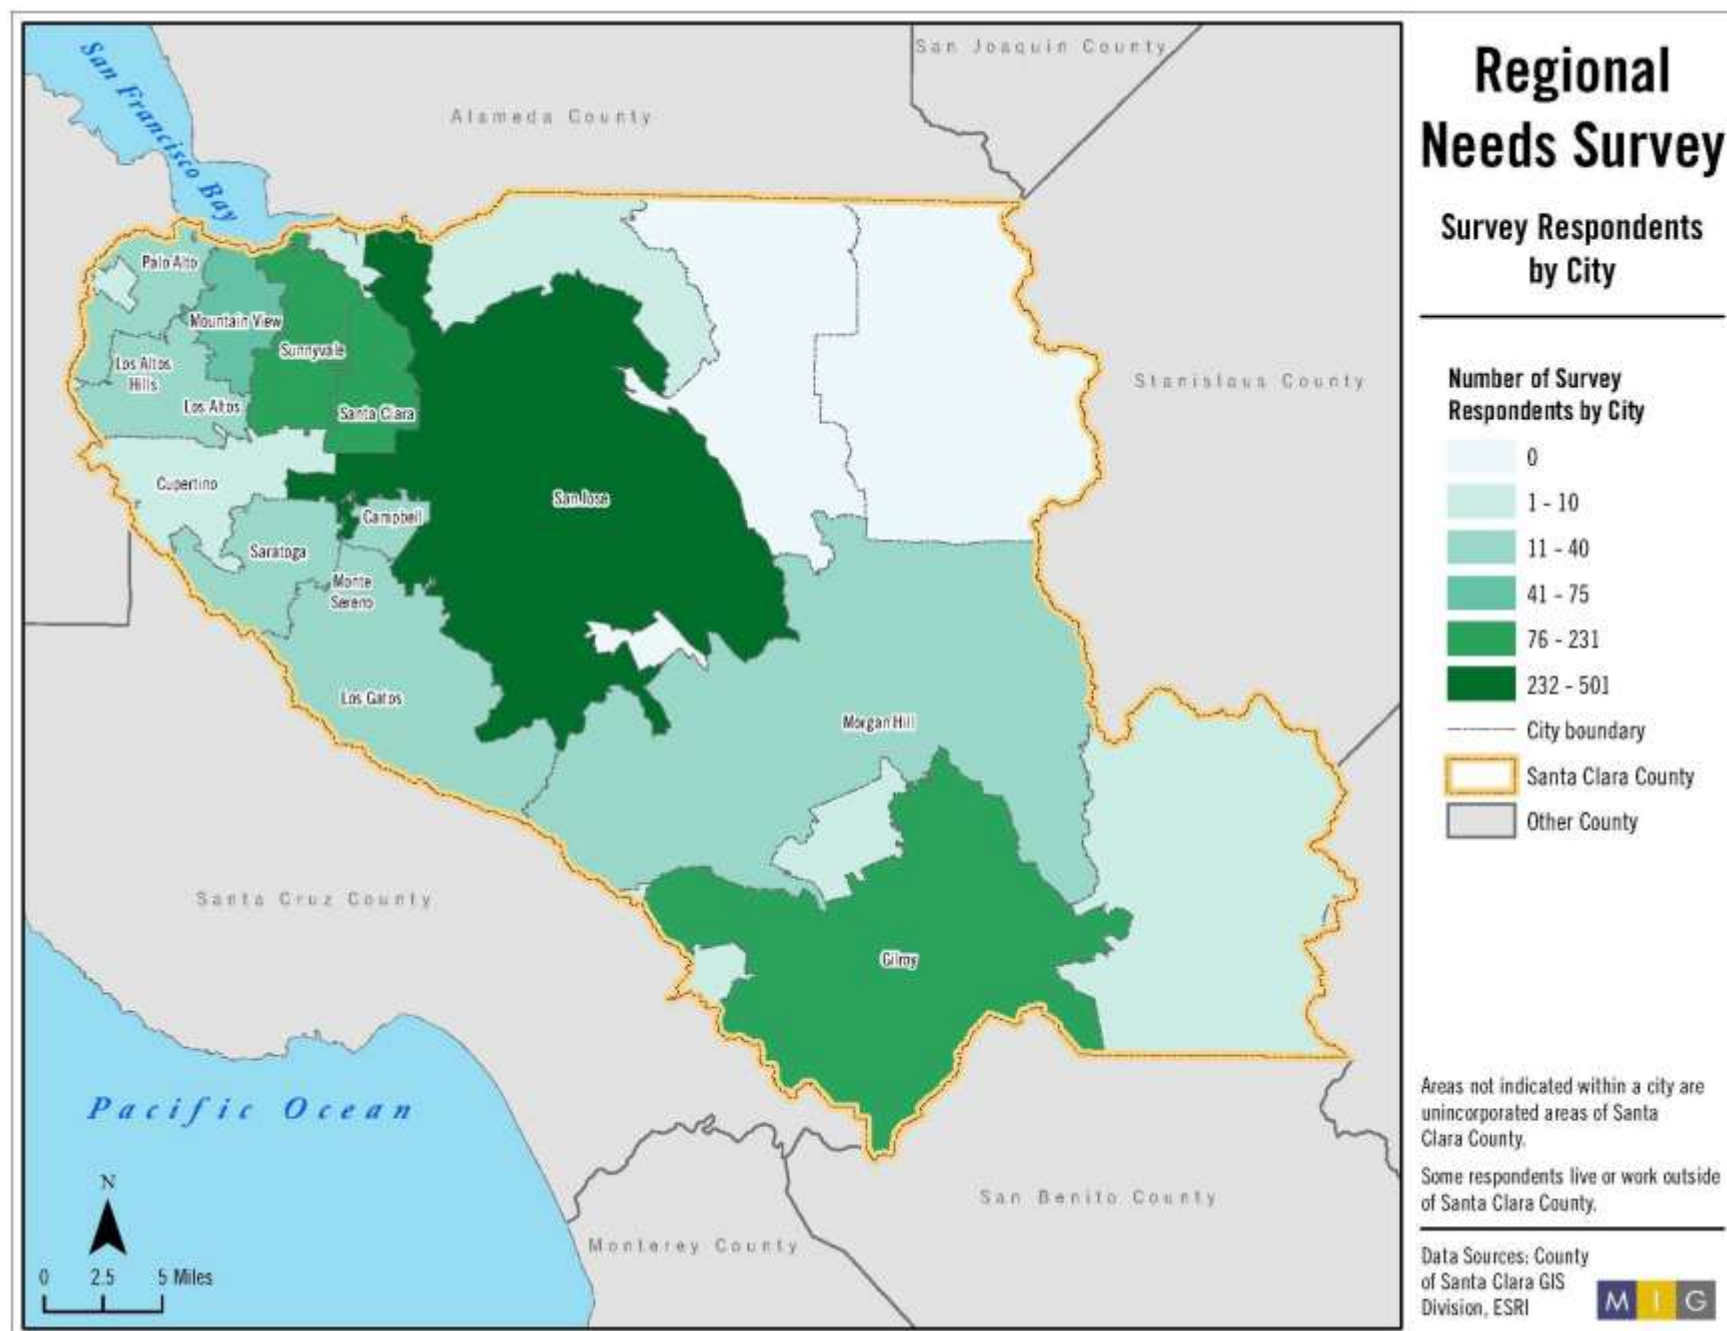 San Francisco Bay
San Joaquin County
Alameda County
Palo Alto
Mountain View
Sunnyvale
Los Altos
Hills
Los Altos
Santa Clara
Stanislaus County
Cupertino
San Jose
Campbell
Saratoga
Monte
Sereno
Los Gatos
Morgan Hill
Santa Cruz County
Gilroy
Pacific Ocean
San Benito County
Monterey County
N
0 2.5 5 Miles
Regional
Needs Survey
Survey Respondents
by City
Number of Survey
Respondents by City
0
1 - 10
11 - 40
41 - 75
76 - 231
232 - 501
City boundary
Santa Clara County
Other County
Areas not indicated within a city are
unincorporated areas of Santa
Clara County.
Some respondents live or work outside
of Santa Clara County.
Data Sources: County
of Santa Clara GIS
Division, ESRI
M I G